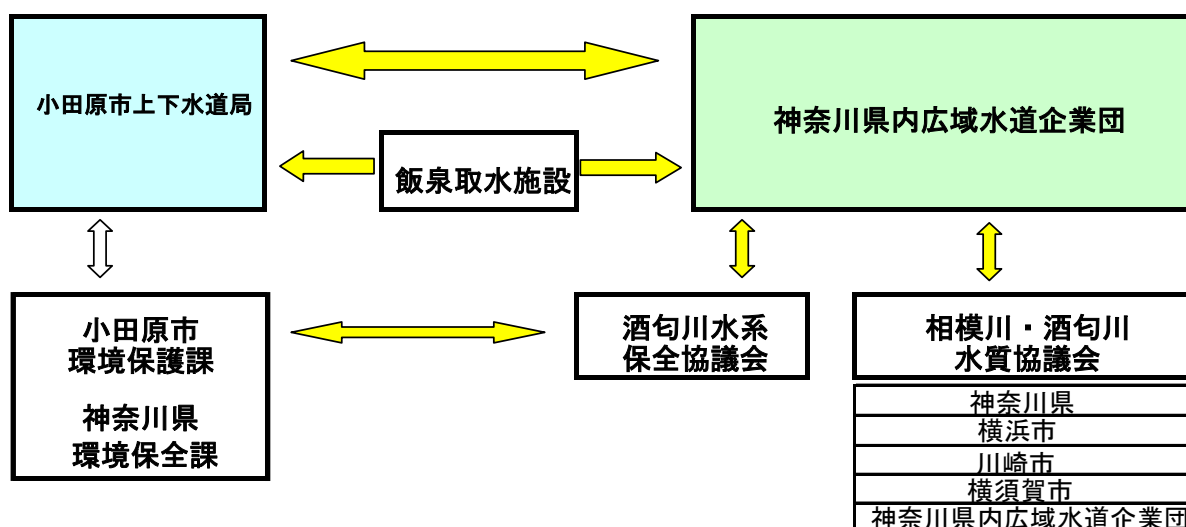 小田原市上下水道局
神奈川県内広域水道企業団
飯泉取水施設
小田原市
環境保護課
神奈川県
環境保全課
酒匂川水系
保全協議会
相模川・酒匂川
水質協議会
神奈川県
横浜市
川崎市
横須賀市
神奈川県内広域水道企業団